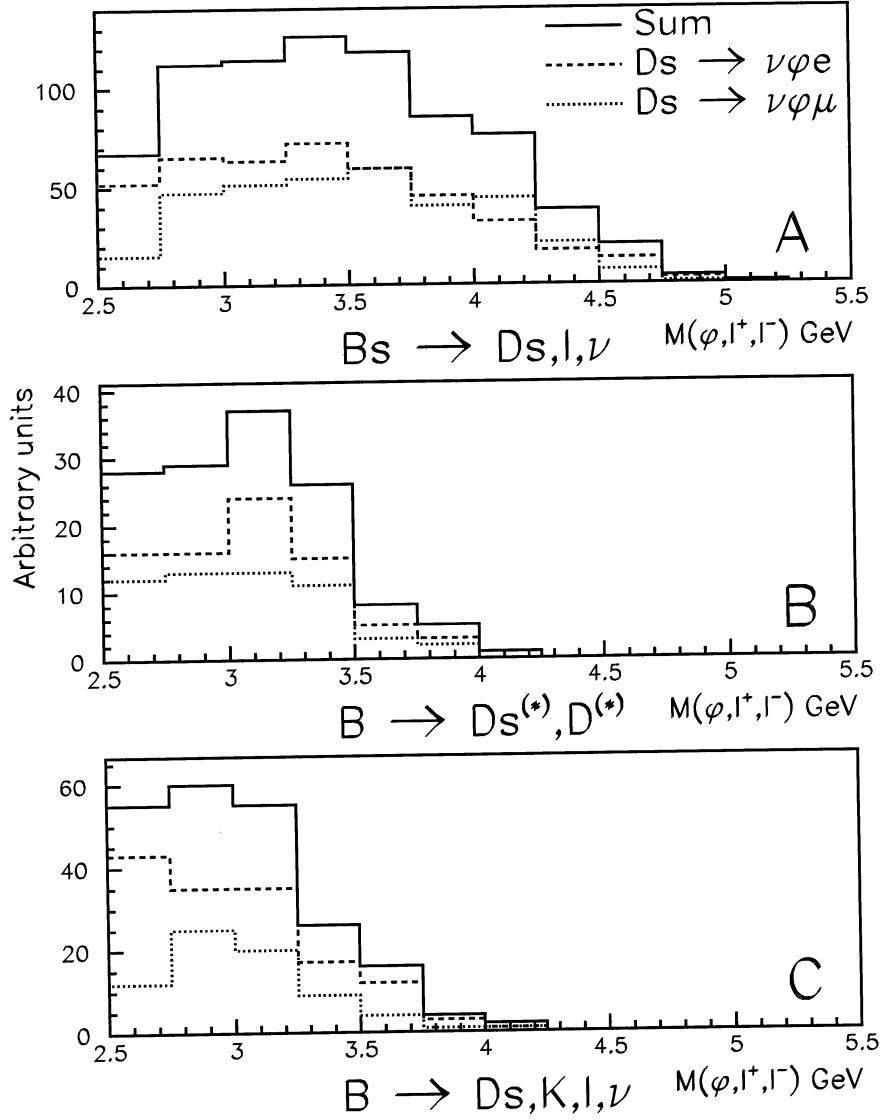 Sum
Ds → νφe
Ds → νφμ
100
50
0
A
2.5 3 3.5 4 4.5 5 5.5
M(φ,l⁺,l⁻) GeV
Bs → Ds,l,ν
Arbitrary units
40
30
20
10
0
B
2.5 3 3.5 4 4.5 5 5.5
M(φ,l⁺,l⁻) GeV
B → Ds⁽*⁾,D⁽*⁾
60
40
20
0
C
2.5 3 3.5 4 4.5 5 5.5
M(φ,l⁺,l⁻) GeV
B → Ds,K,l,ν